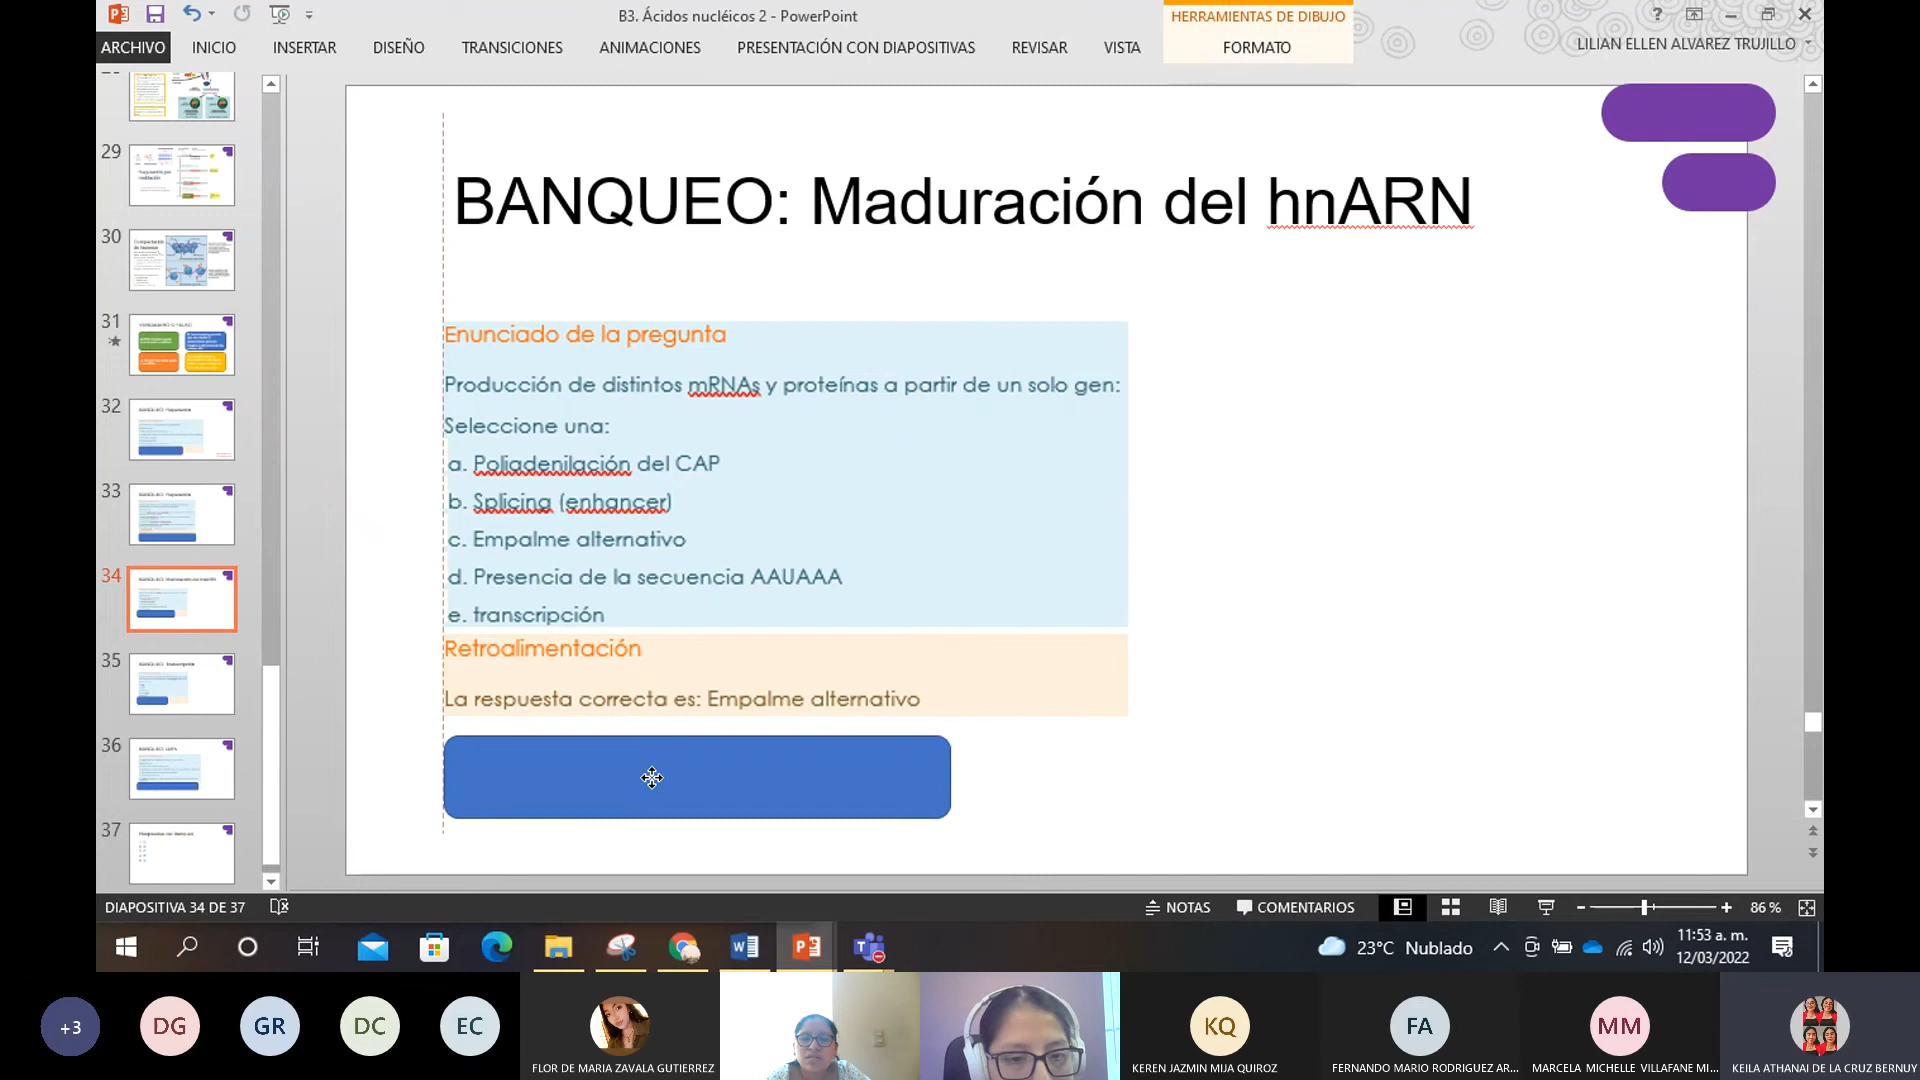 B3. Ácidos nucléicos 2 - PowerPoint
HERRAMIENTAS DE DIBUJO
?
ARCHIVO INICIO INSERTAR DISEÑO TRANSICIONES ANIMACIONES PRESENTACIÓN CON DIAPOSITIVAS REVISAR VISTA FORMATO
LILIAN ELLEN ALVAREZ TRUJILLO
29
30
31
32
33
34
35
36
37
BANQUEO: Maduración del hnARN
Enunciado de la pregunta
Producción de distintos mRNAs y proteínas a partir de un solo gen:
Seleccione una:
a. Poliadenilación del CAP
b. Splicing (enhancer)
c. Empalme alternativo
d. Presencia de la secuencia AAUAAA
e. transcripción
Retroalimentación
La respuesta correcta es: Empalme alternativo
DIAPOSITIVA 34 DE 37
NOTAS COMENTARIOS 86 %
23°C Nublado
11:53 a. m.
12/03/2022
+3 DG GR DC EC KQ FA MM
FLOR DE MARIA ZAVALA GUTIERREZ
KEREN JAZMIN MIJA QUIROZ
FERNANDO MARIO RODRIGUEZ AR...
MARCELA MICHELLE VILLAFANE MI...
KEILA ATHANAI DE LA CRUZ BERNUY